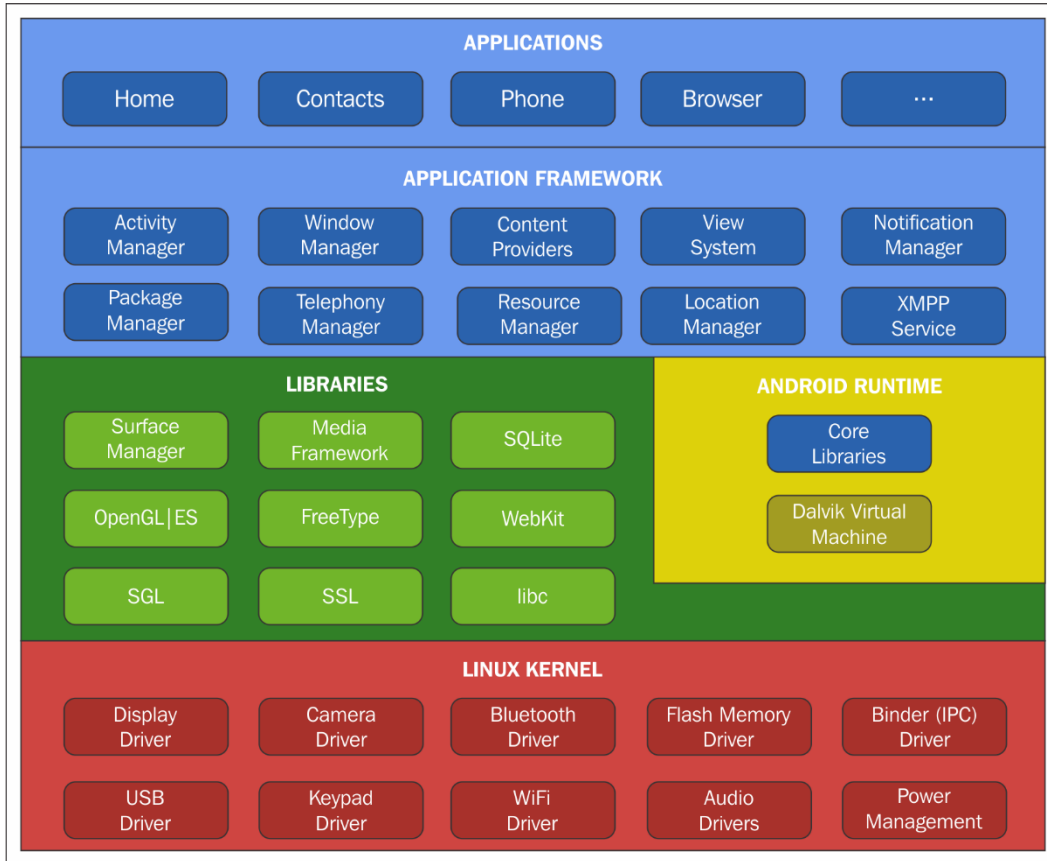 APPLICATIONS
Home
Contacts
Phone
Browser
...
APPLICATION FRAMEWORK
Activity
Manager
Window
Manager
Content
Providers
View
System
Notification
Manager
Package
Manager
Telephony
Manager
Resource
Manager
Location
Manager
XMPP
Service
LIBRARIES
Surface
Manager
Media
Framework
SQLite
OpenGL|ES
FreeType
WebKit
SGL
SSL
libc
ANDROID RUNTIME
Core
Libraries
Dalvik Virtual
Machine
LINUX KERNEL
Display
Driver
Camera
Driver
Bluetooth
Driver
Flash Memory
Driver
Binder (IPC)
Driver
USB
Driver
Keypad
Driver
WiFi
Driver
Audio
Drivers
Power
Management